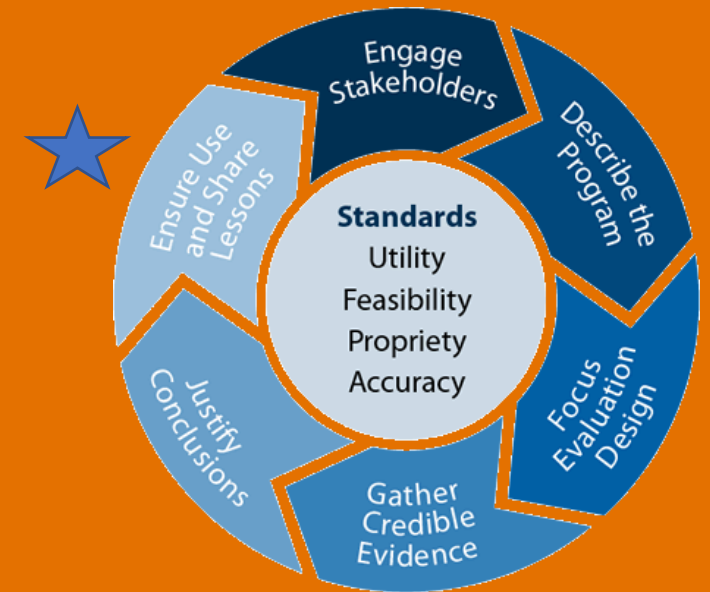 Engage
Stakeholders
Describe the
Program
Focus
Evaluation
Design
Gather
Credible
Evidence
Justify
Conclusions
Ensure Use
and Share
Lessons
Standards
Utility
Feasibility
Propriety
Accuracy